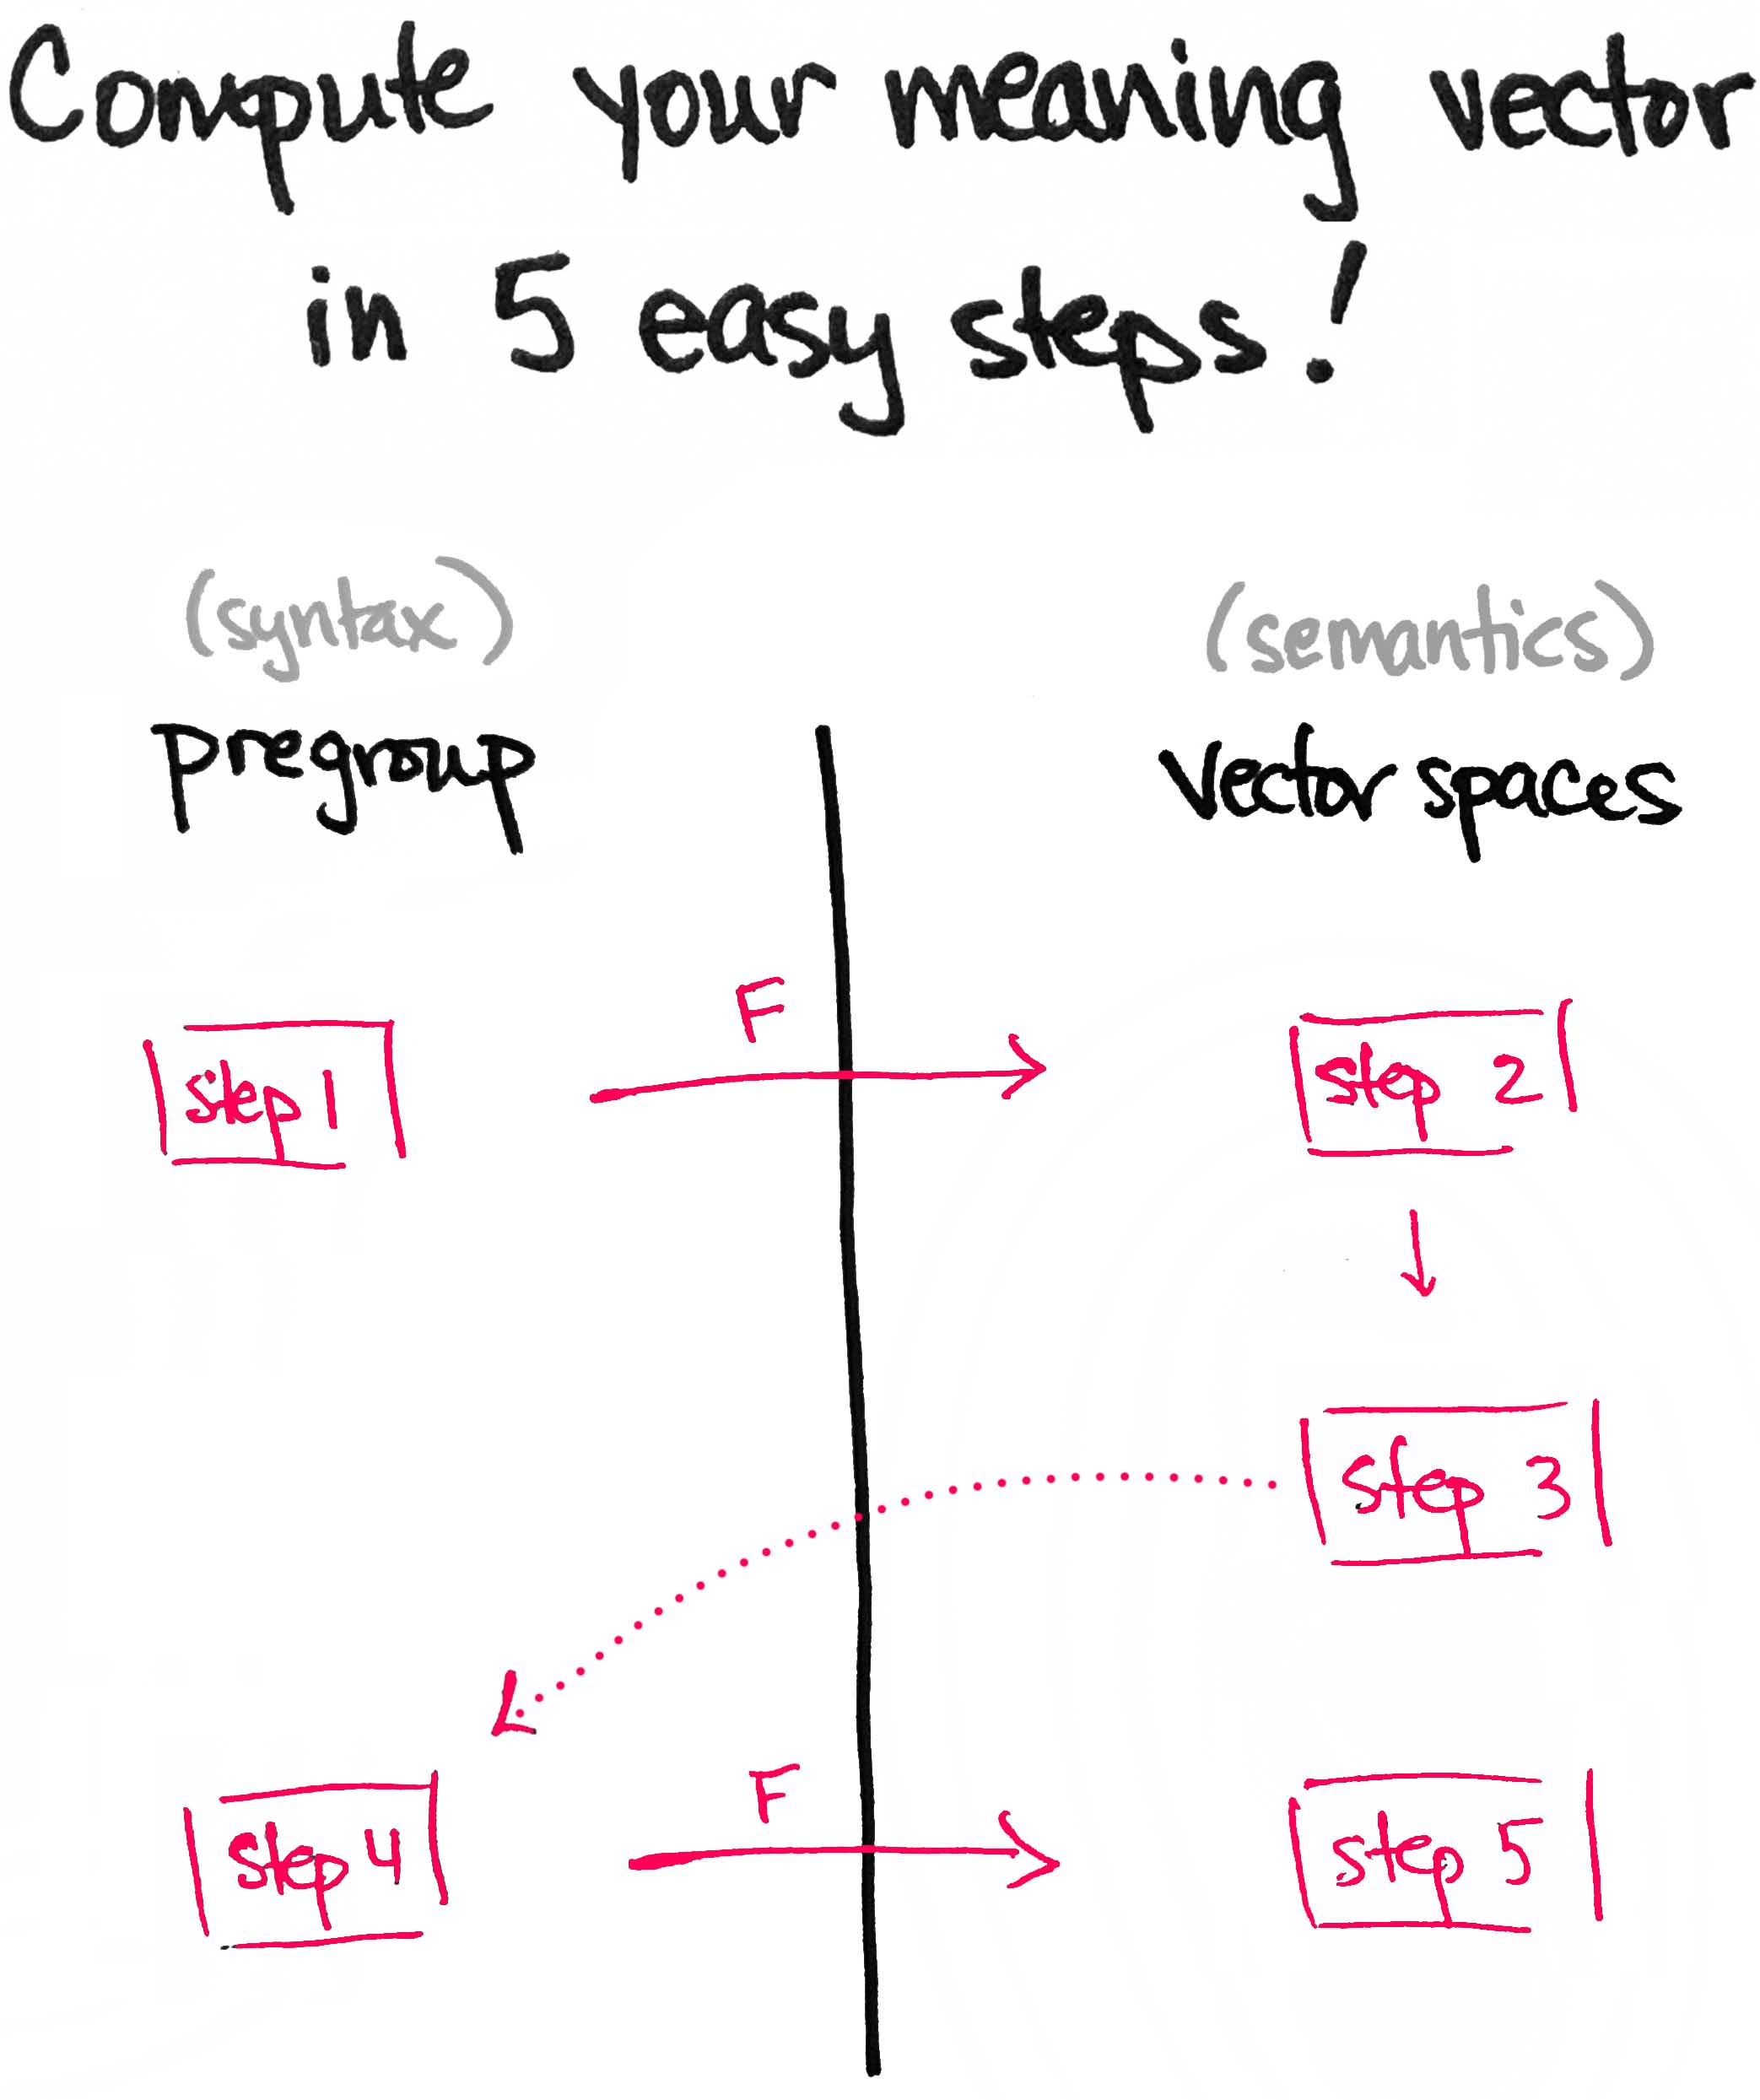 Compute your meaning vector
in 5 easy steps!
(syntax)
(semantics)
pregroup
vector spaces
F
step 1
step 2
step 3
F
step 4
step 5